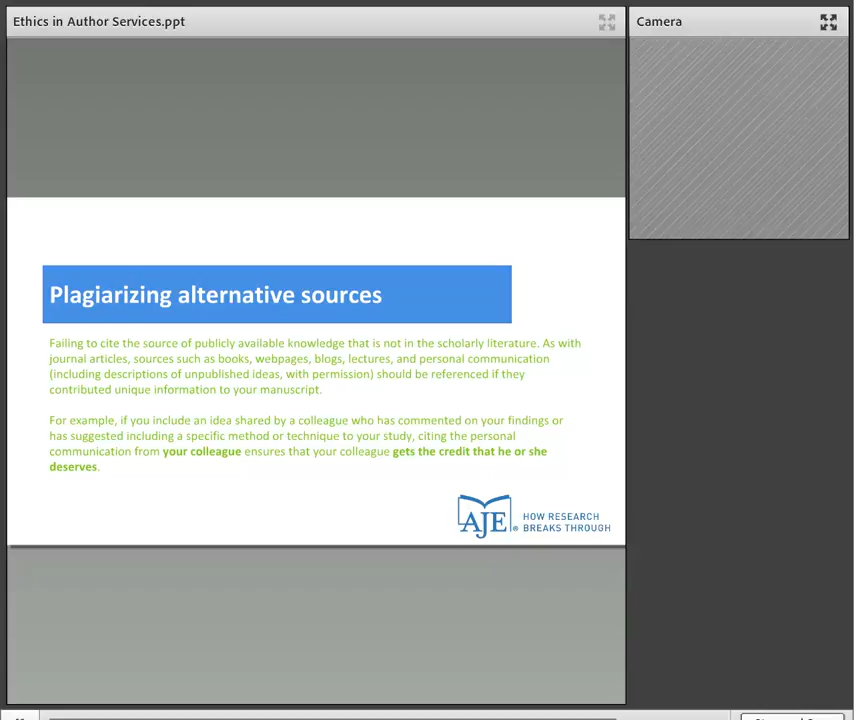 Ethics in Author Services.ppt
Camera
Plagiarizing alternative sources
Failing to cite the source of publicly available knowledge that is not in the scholarly literature. As with
journal articles, sources such as books, webpages, blogs, lectures, and personal communication
(including descriptions of unpublished ideas, with permission) should be referenced if they
contributed unique information to your manuscript.
For example, if you include an idea shared by a colleague who has commented on your findings or
has suggested including a specific method or technique to your study, citing the personal
communication from your colleague ensures that your colleague gets the credit that he or she
deserves.
AJE® HOW RESEARCH
BREAKS THROUGH